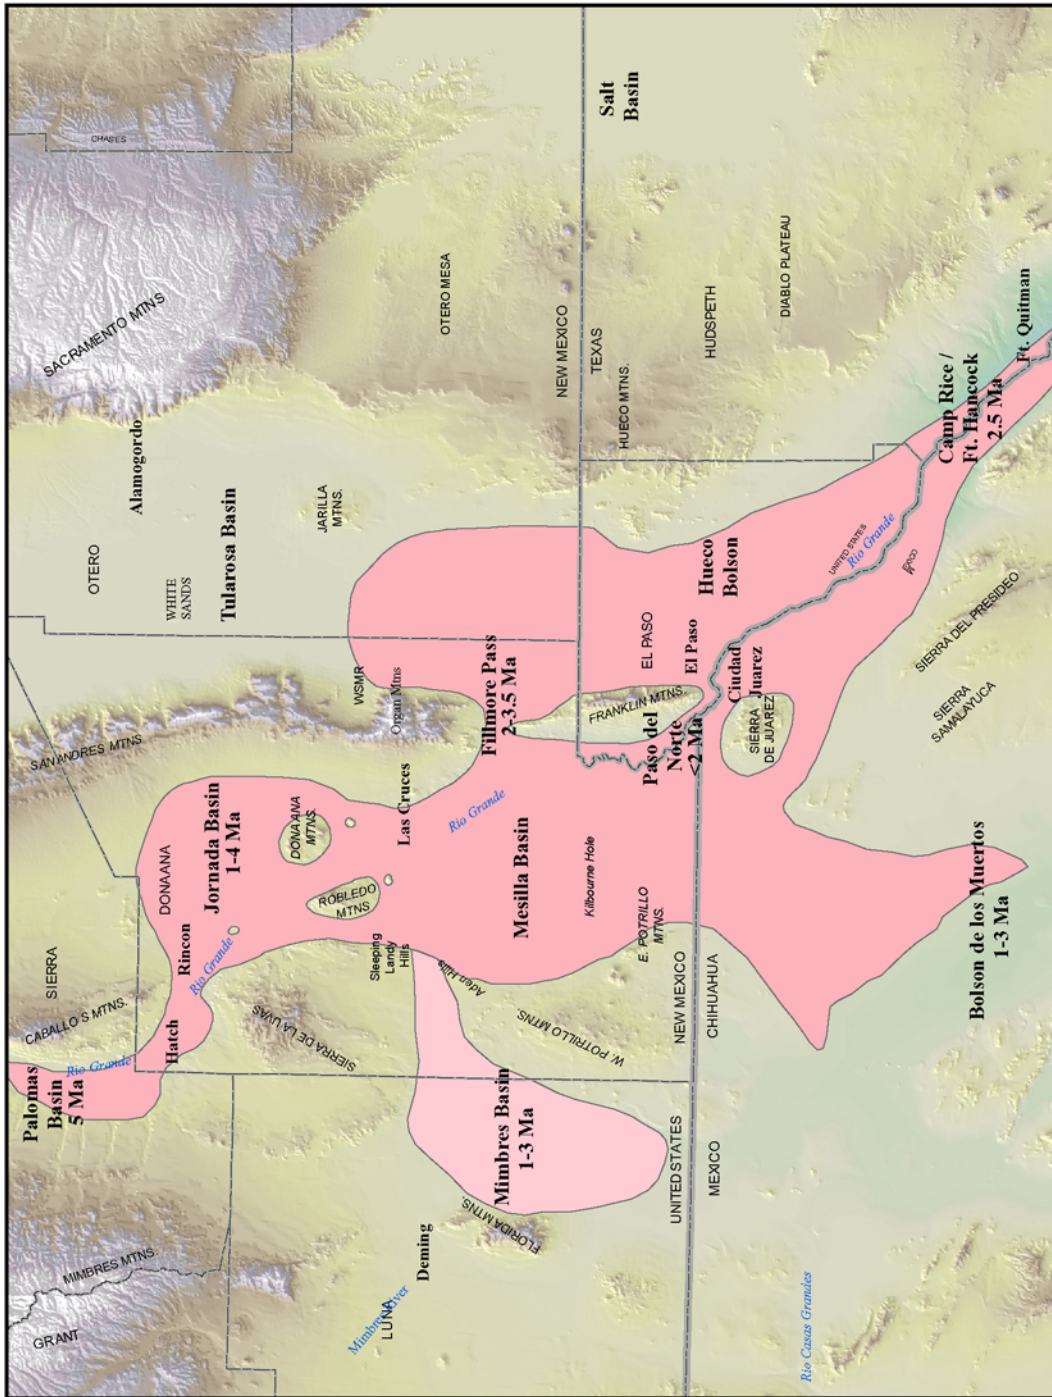 GRANT
MIMBRES MTNS.
Palomas
Basin
5 Ma
Rio Grande
CABALLO S MTNS.
SIERRA
Hatch
Rincon
Rio Grande
DONA ANA
Jornada Basin
1-4 Ma
SAN ANDRES MTNS
OTERO
WHITE
SANDS
Tularosa Basin
Alamogordo
SACRAMENTO MTNS
CHASES
LUNA
Mimbres River
Deming
FLORIDA MTNS.
SIERRA DE LA UVAS
Sleeping
Landy
Hills
Aden Hills
ROBLEDO
MTNS
DONA ANA
MTNS.
Las Cruces
WSMR
Organ Mtns
JARILLA
MTNS.
OTERO MESA
Mimbres Basin
1-3 Ma
W. POTRILLO MTNS.
Mesilla Basin
Rio Grande
Fillmore Pass
2-3.5 Ma
Kilbourne Hole
E. POTRILLO
MTNS.
FRANKLIN MTNS.
NEW MEXICO
TEXAS
HUECO MTNS.
Salt
Basin
UNITED STATES
MEXICO
NEW MEXICO
CHIHUAHUA
Paso del
Norte
<2 Ma
EL PASO
El Paso
Ciudad
Juarez
SIERRA
DE JUAREZ
Hueco
Bolson
HUDSPETH
DIABLO PLATEAU
UNITED STATES
Rio Grande
Rio Casas Grandes
Bolson de los Muertos
1-3 Ma
SIERRA
SAMALAYUCA
SIERRA DEL PRESIDEO
Camp Rice /
Ft. Hancock
2.5 Ma
Ft. Quitman